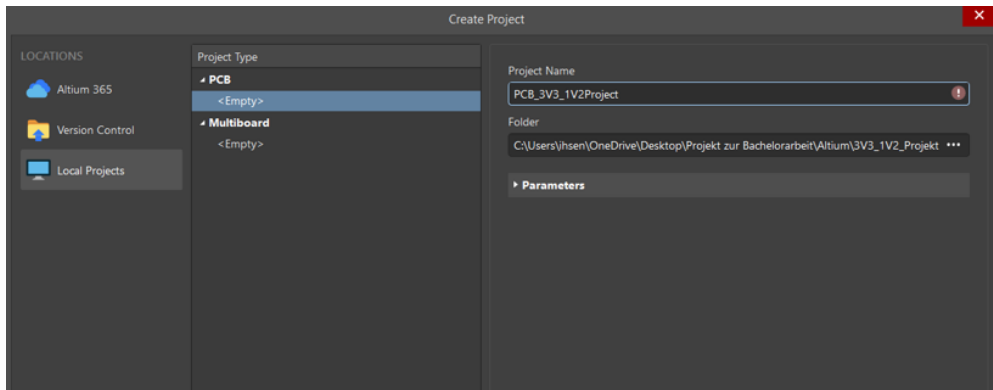 Create Project
LOCATIONS
Altium 365
Version Control
Local Projects
Project Type
PCB
<Empty>
Multiboard
<Empty>
Project Name
PCB_3V3_1V2Project
Folder
C:\Users\ihsen\OneDrive\Desktop\Projekt zur Bachelorarbeit\Altium\3V3_1V2_Projekt
Parameters